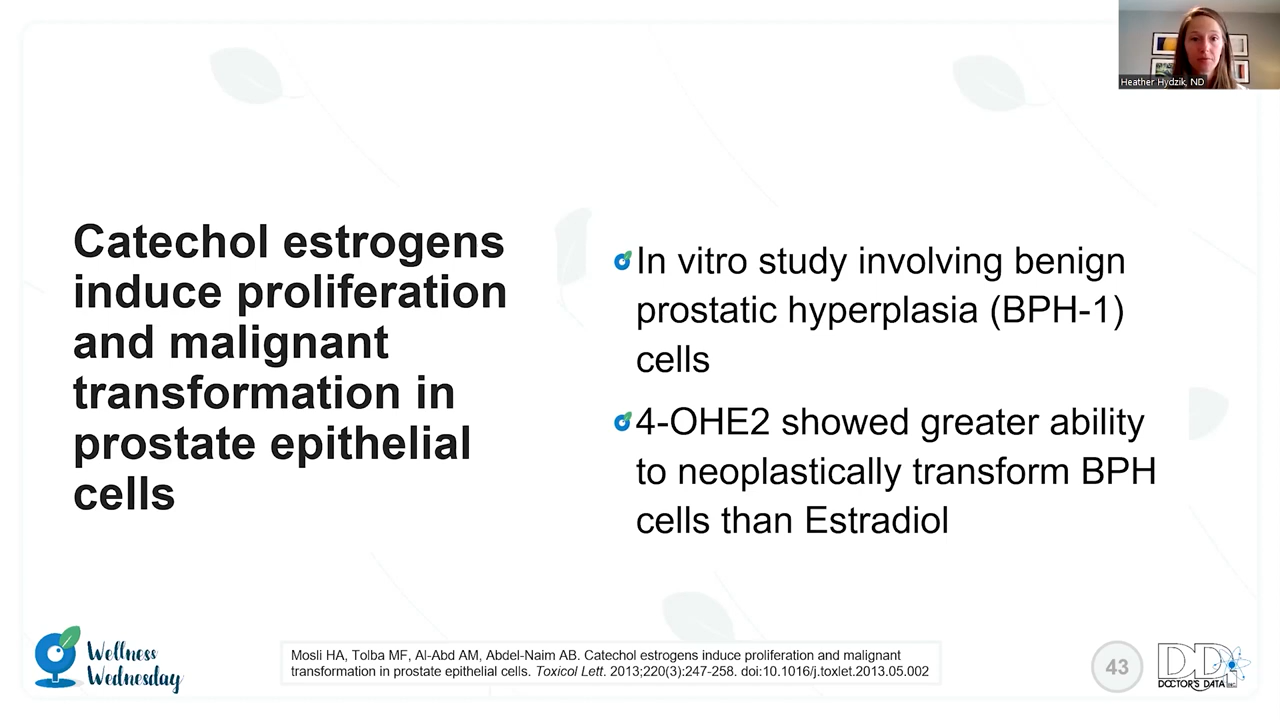 Heather Hydzik, ND
Catechol estrogens
induce proliferation
and malignant
transformation in
prostate epithelial
cells
In vitro study involving benign
prostatic hyperplasia (BPH-1)
cells
4-OHE2 showed greater ability
to neoplastically transform BPH
cells than Estradiol
Wellness
Wednesday
Mosli HA, Tolba MF, Al-Abd AM, Abdel-Naim AB. Catechol estrogens induce proliferation and malignant
transformation in prostate epithelial cells. Toxicol Lett. 2013;220(3):247-258. doi:10.1016/j.toxlet.2013.05.002
43
DDI
DOCTOR'S DATA INC.